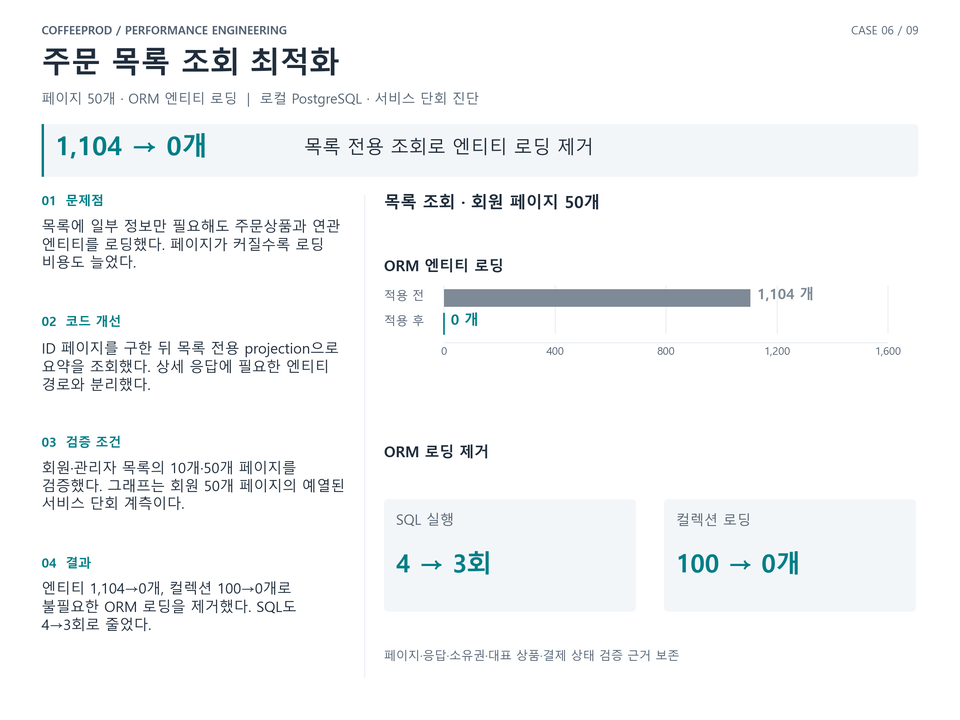 COFFEEPROD / PERFORMANCE ENGINEERING
CASE 06 / 09
주문 목록 조회 최적화
페이지 50개 · ORM 엔티티 로딩 | 로컬 PostgreSQL · 서비스 단회 진단
1,104 → 0개
목록 전용 조회로 엔티티 로딩 제거
01 문제점
목록에 일부 정보만 필요해도 주문상품과 연관
엔티티를 로딩했다. 페이지가 커질수록 로딩
비용도 늘었다.
02 코드 개선
ID 페이지를 구한 뒤 목록 전용 projection으로
요약을 조회했다. 상세 응답에 필요한 엔티티
경로와 분리했다.
03 검증 조건
회원·관리자 목록의 10개·50개 페이지를
검증했다. 그래프는 회원 50개 페이지의 예열된
서비스 단회 계측이다.
04 결과
엔티티 1,104→0개, 컬렉션 100→0개로
불필요한 ORM 로딩을 제거했다. SQL도
4→3회로 줄었다.
목록 조회 · 회원 페이지 50개
ORM 엔티티 로딩
적용 전
1,104 개
적용 후
0 개
0 400 800 1,200 1,600
ORM 로딩 제거
SQL 실행
4 → 3회
컬렉션 로딩
100 → 0개
페이지·응답·소유권·대표 상품·결제 상태 검증 근거 보존